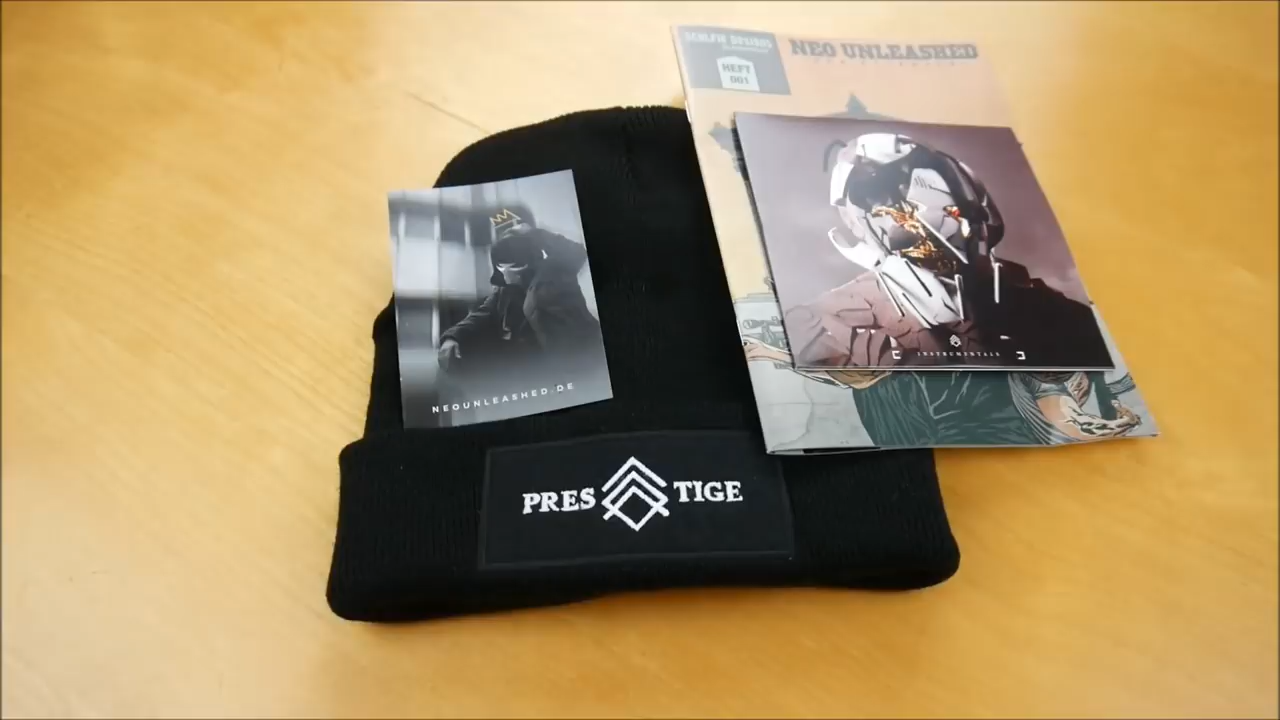 NEO UNLEASHED
HEFT
001
INSTRUMENTALS
NEOUNLEASHED.DE
PRES TIGE